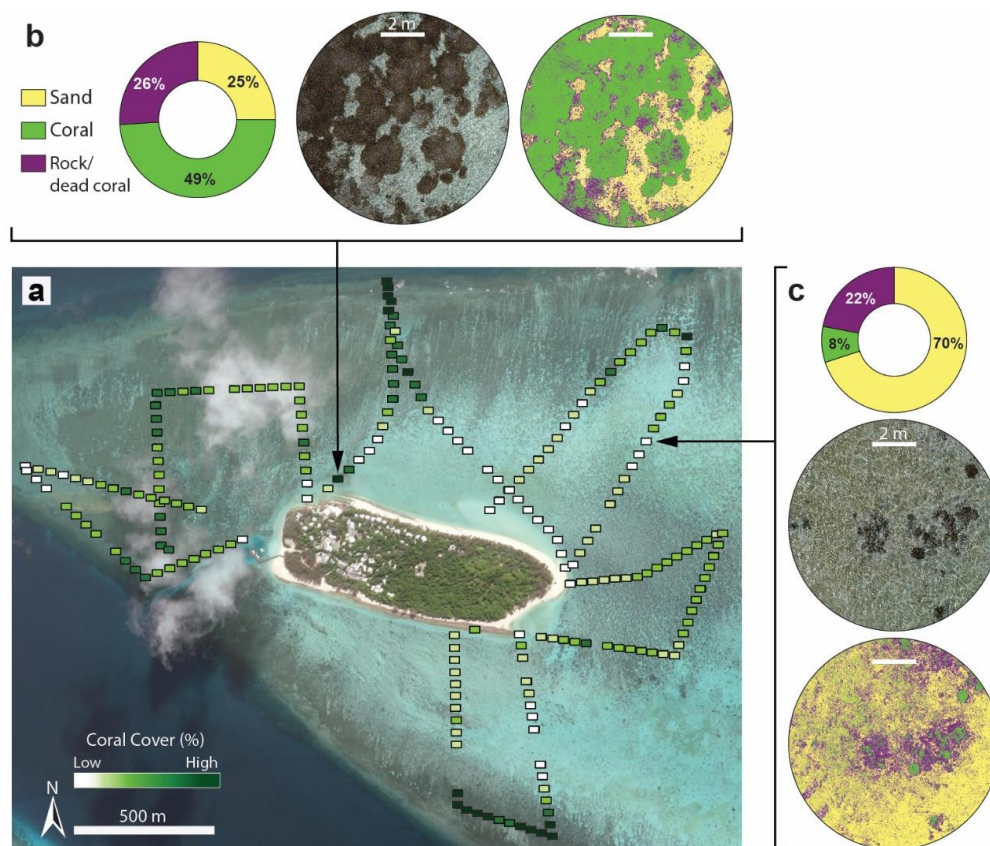 b
Sand
Coral
Rock/
dead coral
26%
25%
49%
2 m
a
Coral Cover (%)
Low
High
N
500 m
c
22%
8%
70%
2 m